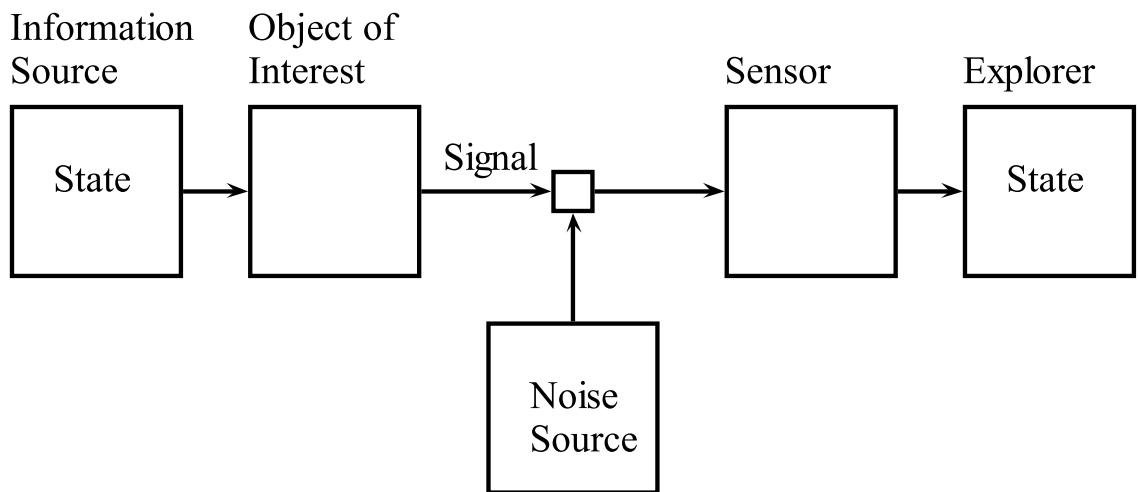 Information
Source
Object of
Interest
Sensor
Explorer
State
Signal
State
Noise
Source